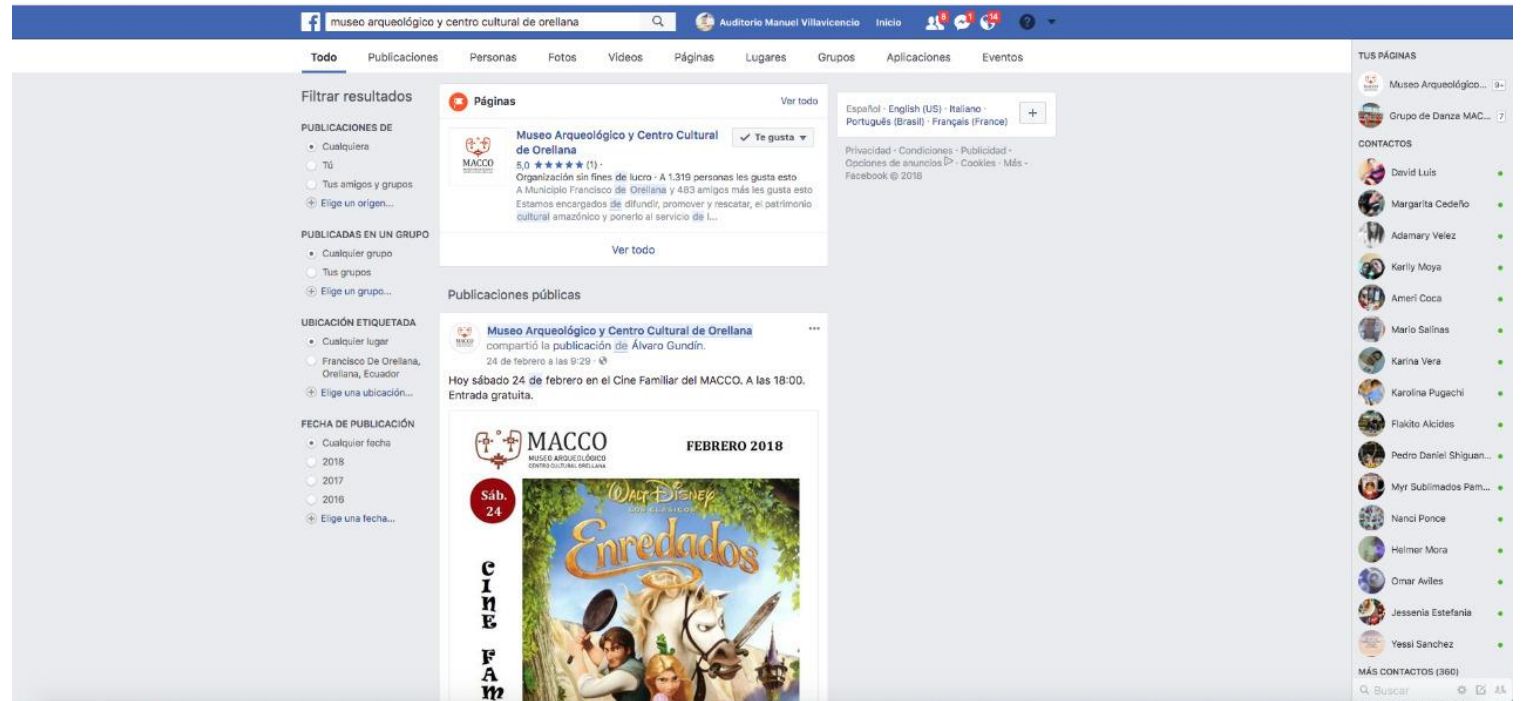 museo arqueológico y centro cultural de orellana
Auditorio Manuel Villavicencio
Inicio
8
1
14
Todo
Publicaciones
Personas
Fotos
Videos
Páginas
Lugares
Grupos
Aplicaciones
Eventos
Filtrar resultados
PUBLICACIONES DE
Cualquiera
Tú
Tus amigos y grupos
Elige un origen...
PUBLICADAS EN UN GRUPO
Cualquier grupo
Tus grupos
Elige un grupo...
UBICACIÓN ETIQUETADA
Cualquier lugar
Francisco De Orellana,
Orellana, Ecuador
Elige una ubicación...
FECHA DE PUBLICACIÓN
Cualquier fecha
2018
2017
2016
Elige una fecha...
Páginas
Ver todo
MACCO
Museo Arqueológico y Centro Cultural
de Orellana
Te gusta
5,0 ★★★★★ (1) ·
Organización sin fines de lucro · A 1.319 personas les gusta esto
A Municipio Francisco de Orellana y 483 amigos más les gusta esto
Estamos encargados de difundir, promover y rescatar, el patrimonio
cultural amazónico y ponerlo al servicio de l...
Ver todo
Publicaciones públicas
Museo Arqueológico y Centro Cultural de Orellana
compartió la publicación de Álvaro Gundín.
24 de febrero a las 9:29 ·
Hoy sábado 24 de febrero en el Cine Familiar del MACCO. A las 18:00.
Entrada gratuita.
MACCO
MUSEO ARQUEOLÓGICO
CENTRO CULTURAL ORELLANA
FEBRERO 2018
Sáb.
24
WALT DISNEY
LOS CLÁSICOS
Enredados
CINE FAM
Español · English (US) · Italiano ·
Português (Brasil) · Français (France)
Privacidad · Condiciones · Publicidad ·
Opciones de anuncios · Cookies · Más ·
Facebook © 2018
TUS PÁGINAS
Museo Arqueológico... 9+
Grupo de Danza MAC... 7
CONTACTOS
David Luis
Margarita Cedeño
Adamary Velez
Kerlly Moya
Ameri Coca
Mario Salinas
Karina Vera
Karolina Pugachi
Flakito Alcides
Pedro Daniel Shiguan...
Myr Sublimados Pam...
Nanci Ponce
Helmer Mora
Omar Aviles
Jessenia Estefania
Yessi Sanchez
MÁS CONTACTOS (360)
Buscar